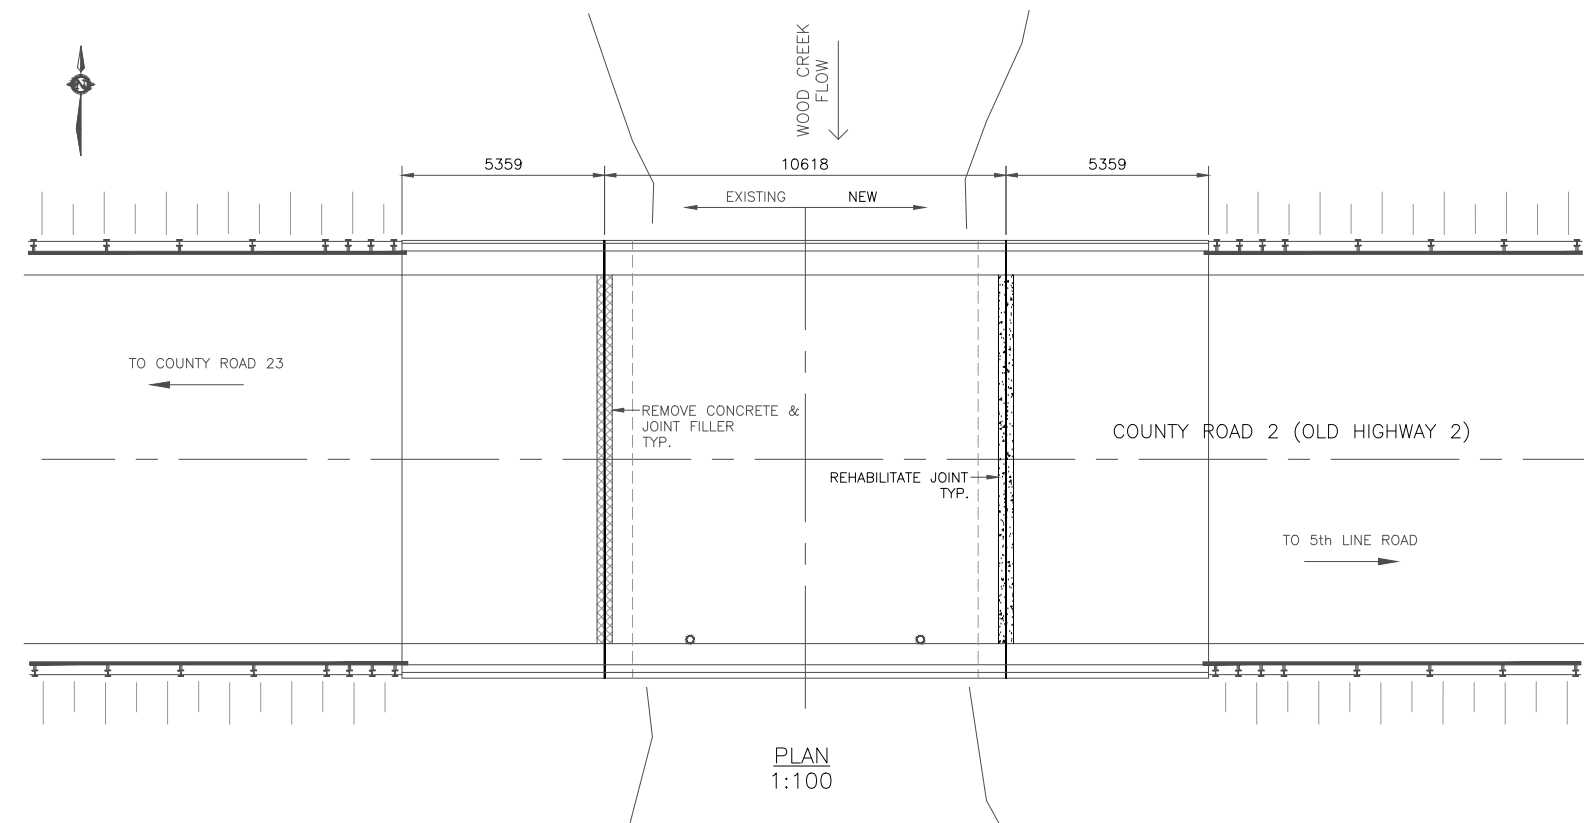 WOOD CREEK
FLOW
N
5359
10618
5359
EXISTING
NEW
TO COUNTY ROAD 23
REMOVE CONCRETE &
JOINT FILLER
TYP.
COUNTY ROAD 2 (OLD HIGHWAY 2)
REHABILITATE JOINT
TYP.
TO 5th LINE ROAD
PLAN
1:100